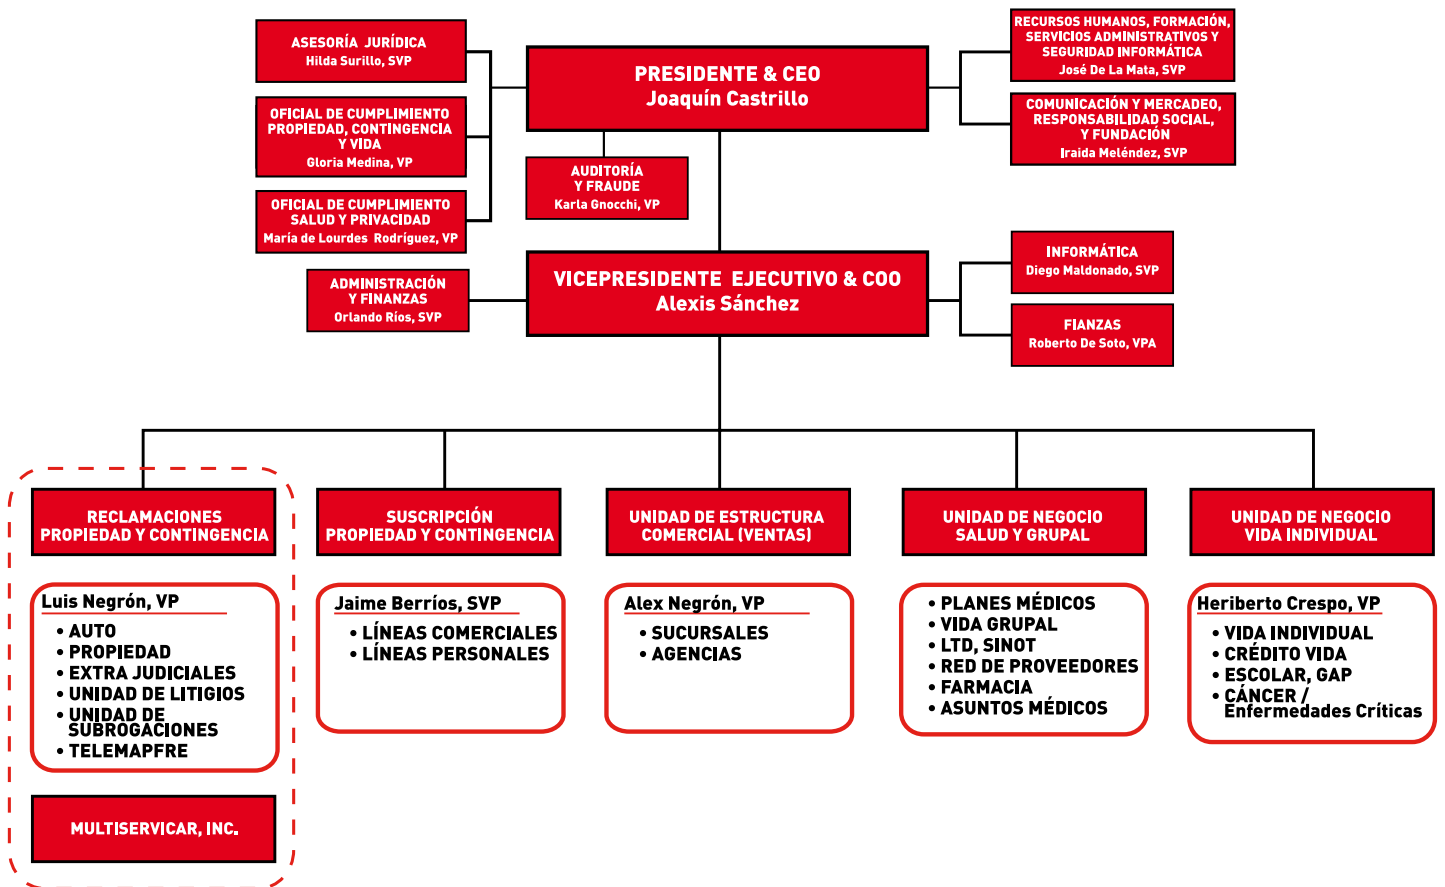 ASESORÍA JURÍDICA
Hilda Surillo, SVP
OFICIAL DE CUMPLIMIENTO
PROPIEDAD, CONTINGENCIA
Y VIDA
Gloria Medina, VP
OFICIAL DE CUMPLIMIENTO
SALUD Y PRIVACIDAD
María de Lourdes Rodríguez, VP
PRESIDENTE & CEO
Joaquín Castrillo
AUDITORÍA
Y FRAUDE
Karla Gnocchi, VP
RECURSOS HUMANOS, FORMACIÓN,
SERVICIOS ADMINISTRATIVOS Y
SEGURIDAD INFORMÁTICA
José De La Mata, SVP
COMUNICACIÓN Y MERCADEO,
RESPONSABILIDAD SOCIAL,
Y FUNDACIÓN
Iraida Meléndez, SVP
ADMINISTRACIÓN
Y FINANZAS
Orlando Ríos, SVP
VICEPRESIDENTE EJECUTIVO & COO
Alexis Sánchez
INFORMÁTICA
Diego Maldonado, SVP
FIANZAS
Roberto De Soto, VPA
RECLAMACIONES
PROPIEDAD Y CONTINGENCIA
Luis Negrón, VP
• AUTO
• PROPIEDAD
• EXTRA JUDICIALES
• UNIDAD DE LITIGIOS
• UNIDAD DE
SUBROGACIONES
• TELEMAPFRE
MULTISERVICAR, INC.
SUSCRIPCIÓN
PROPIEDAD Y CONTINGENCIA
Jaime Berríos, SVP
• LÍNEAS COMERCIALES
• LÍNEAS PERSONALES
UNIDAD DE ESTRUCTURA
COMERCIAL (VENTAS)
Alex Negrón, VP
• SUCURSALES
• AGENCIAS
UNIDAD DE NEGOCIO
SALUD Y GRUPAL
• PLANES MÉDICOS
• VIDA GRUPAL
• LTD, SINOT
• RED DE PROVEEDORES
• FARMACIA
• ASUNTOS MÉDICOS
UNIDAD DE NEGOCIO
VIDA INDIVIDUAL
Heriberto Crespo, VP
• VIDA INDIVIDUAL
• CRÉDITO VIDA
• ESCOLAR, GAP
• CÁNCER /
Enfermedades Críticas